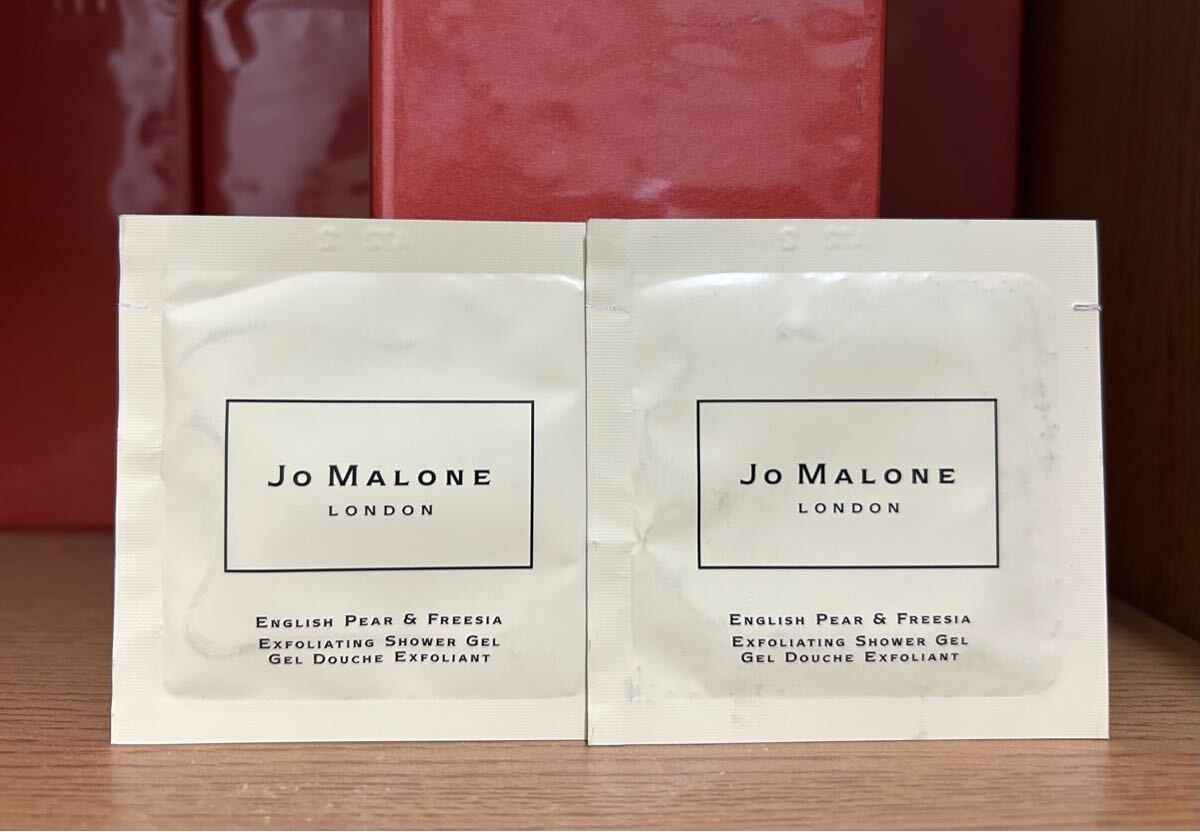 JO MALONE
LONDON
ENGLISH PEAR & FREESIA
EXFOLIATING SHOWER GEL
GEL DOUCHE EXFOLIANT
JO MALONE
LONDON
ENGLISH PEAR & FREESIA
EXFOLIATING SHOWER GEL
GEL DOUCHE EXFOLIANT